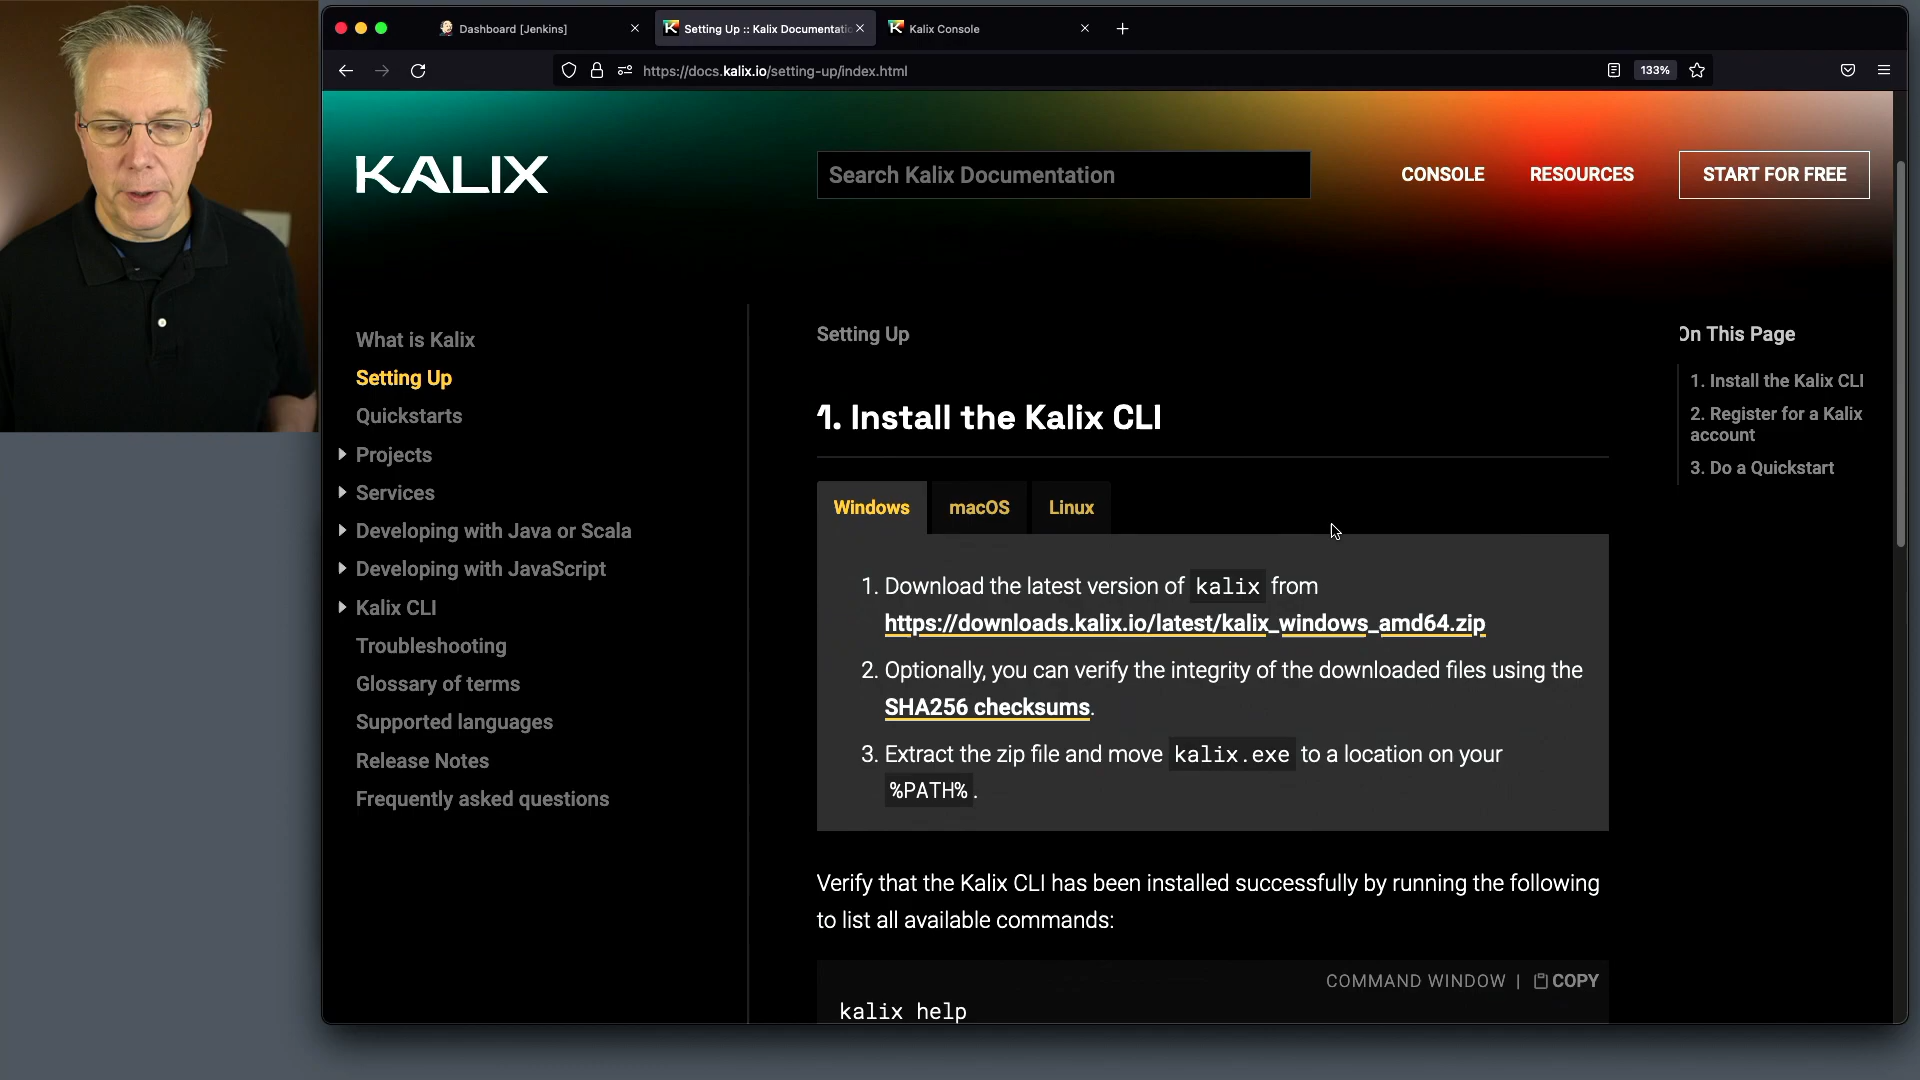 Dashboard [Jenkins]
Setting Up :: Kalix Documentatio
Kalix Console
https://docs.kalix.io/setting-up/index.html
133%
KALIX
Search Kalix Documentation
CONSOLE
RESOURCES
START FOR FREE
What is Kalix
Setting Up
Quickstarts
Projects
Services
Developing with Java or Scala
Developing with JavaScript
Kalix CLI
Troubleshooting
Glossary of terms
Supported languages
Release Notes
Frequently asked questions
Setting Up
1. Install the Kalix CLI
Windows
macOS
Linux
1. Download the latest version of kalix from
https://downloads.kalix.io/latest/kalix_windows_amd64.zip
2. Optionally, you can verify the integrity of the downloaded files using the
SHA256 checksums.
3. Extract the zip file and move kalix.exe to a location on your
%PATH%.
Verify that the Kalix CLI has been installed successfully by running the following
to list all available commands:
COMMAND WINDOW | COPY
kalix help
On This Page
1. Install the Kalix CLI
2. Register for a Kalix
account
3. Do a Quickstart